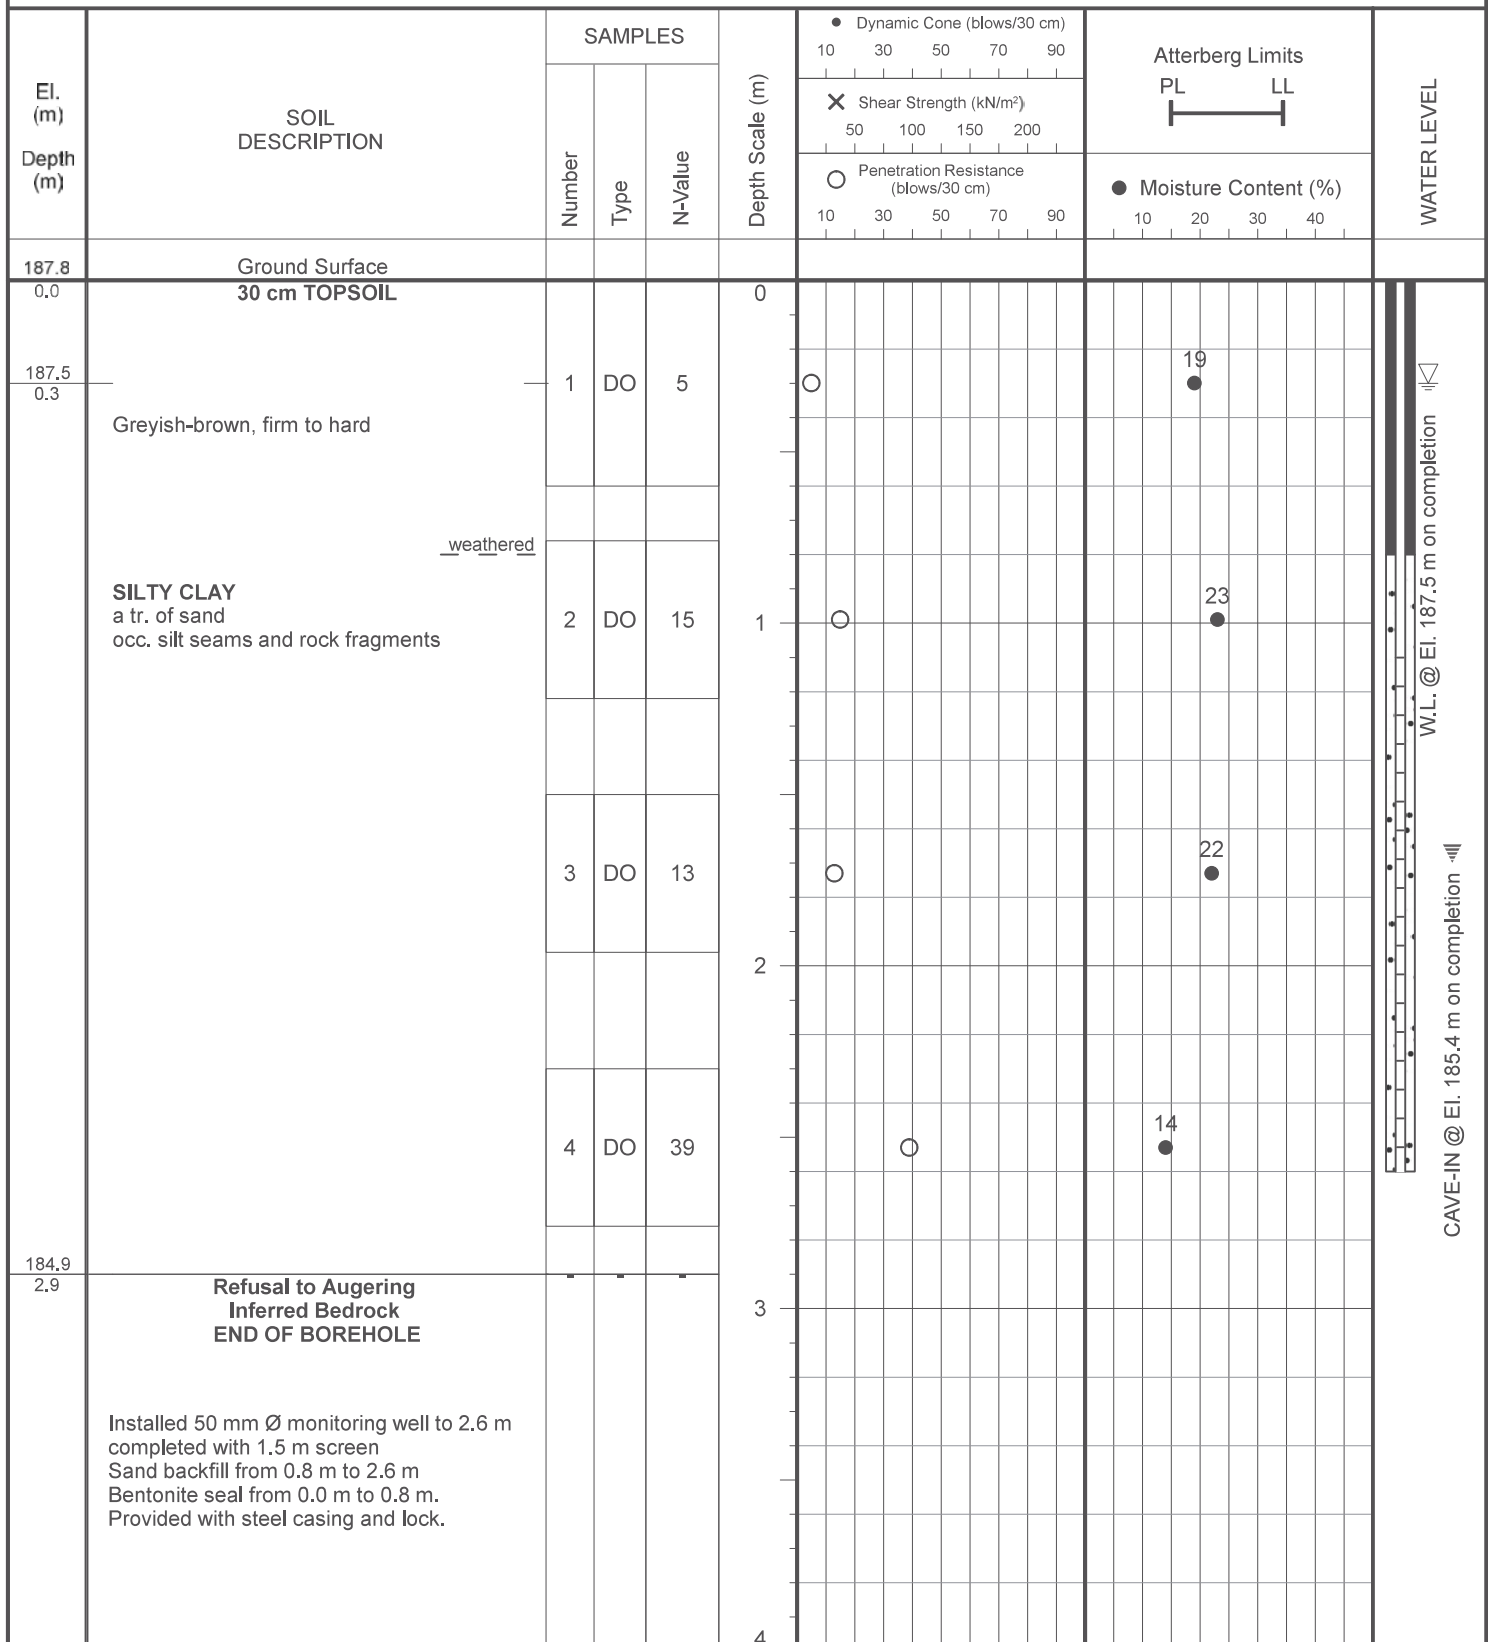 El.
(m)
Depth
(m)
SOIL
DESCRIPTION
SAMPLES
Number
Type
N-Value
Depth Scale (m)
Dynamic Cone (blows/30 cm)
10 30 50 70 90
Shear Strength (kN/m²)
50 100 150 200
Penetration Resistance
(blows/30 cm)
10 30 50 70 90
Atterberg Limits
PL LL
Moisture Content (%)
10 20 30 40
WATER LEVEL
187.8 Ground Surface
0.0 30 cm TOPSOIL 0
19
187.5
0.3
1 DO 5
Greyish-brown, firm to hard
weathered
SILTY CLAY
a tr. of sand
occ. silt seams and rock fragments
23
2 DO 15
1
22
3 DO 13
2
14
4 DO 39
W.L. @ El. 187.5 m on completion
CAVE-IN @ El. 185.4 m on completion
184.9
2.9
Refusal to Augering
Inferred Bedrock
END OF BOREHOLE
3
Installed 50 mm Ø monitoring well to 2.6 m
completed with 1.5 m screen
Sand backfill from 0.8 m to 2.6 m
Bentonite seal from 0.0 m to 0.8 m.
Provided with steel casing and lock.
4